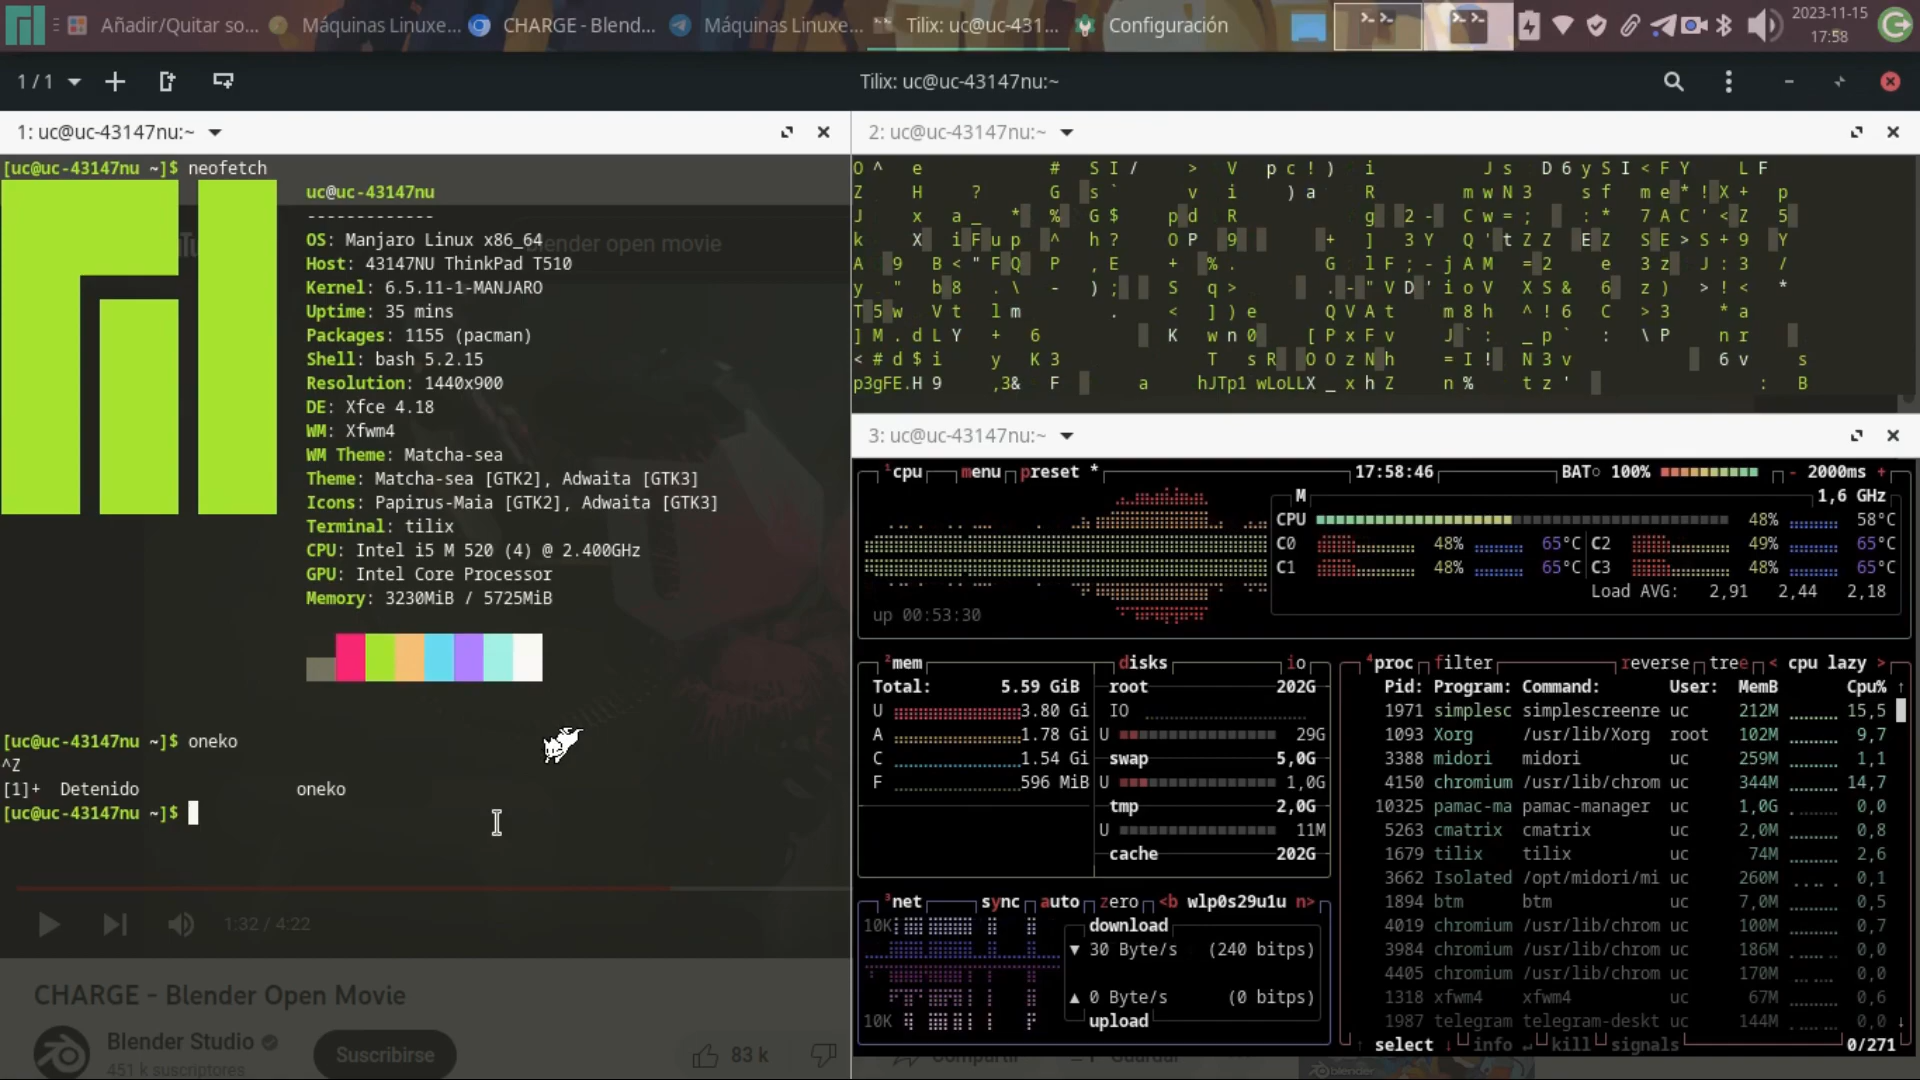 Añadir/Quitar so...
Máquinas Linuxe...
CHARGE - Blend...
Máquinas Linuxe...
Tilix: uc@uc-431...
Configuración
2023-11-15
17:58
1 / 1
Tilix: uc@uc-43147nu:~
1: uc@uc-43147nu:~
[uc@uc-43147nu ~]$ neofetch
uc@uc-43147nu
-------------
OS: Manjaro Linux x86_64
Host: 43147NU ThinkPad T510
Kernel: 6.5.11-1-MANJARO
Uptime: 35 mins
Packages: 1155 (pacman)
Shell: bash 5.2.15
Resolution: 1440x900
DE: Xfce 4.18
WM: Xfwm4
WM Theme: Matcha-sea
Theme: Matcha-sea [GTK2], Adwaita [GTK3]
Icons: Papirus-Maia [GTK2], Adwaita [GTK3]
Terminal: tilix
CPU: Intel i5 M 520 (4) @ 2.400GHz
GPU: Intel Core Processor
Memory: 3230MiB / 5725MiB
blender open movie
[uc@uc-43147nu ~]$ oneko
^Z
[1]+ Detenido oneko
[uc@uc-43147nu ~]$
1:32 / 4:22
CHARGE - Blender Open Movie
Blender Studio
451 k suscriptores
Suscribirse
83 k
Compartir
Guardar
2: uc@uc-43147nu:~
3: uc@uc-43147nu:~
1cpu menu preset * 17:58:46 BAT 100% - 2000ms +
M 1,6 GHz
CPU 48% 58°C
C0 48% 65°C C2 49% 65°C
C1 48% 65°C C3 48% 65°C
Load AVG: 2,91 2,44 2,18
up 00:53:30
2mem
Total: 5.59 GiB
U 3.80 Gi
A 1.78 Gi
C 1.54 Gi
F 596 MiB
disks io
root 202G
IO
U 29G
swap 5,0G
U 1,0G
tmp 2,0G
U 11M
cache 202G
3net sync auto zero <b wlp0s29u1u n>
10K
download
▼ 30 Byte/s (240 bitps)
▲ 0 Byte/s (0 bitps)
10K
upload
4proc filter reverse tree < cpu lazy >
Pid: Program: Command: User: MemB Cpu% ↑
1971 simplesc simplescreenre uc 212M 15,5
1093 Xorg /usr/lib/Xorg root 102M 9,7
3388 midori midori uc 259M 1,1
4150 chromium /usr/lib/chrom uc 344M 14,7
10325 pamac-ma pamac-manager uc 1,0G 0,0
5263 cmatrix cmatrix uc 2,0M 0,8
1679 tilix tilix uc 74M 2,6
3662 Isolated /opt/midori/mi uc 260M 0,1
1894 btm btm uc 7,0M 0,5
4019 chromium /usr/lib/chrom uc 100M 0,7
3984 chromium /usr/lib/chrom uc 186M 0,0
4405 chromium /usr/lib/chrom uc 170M 0,0
1318 xfwm4 xfwm4 uc 67M 0,6
1987 telegram telegram-deskt uc 144M 0,0 ↓
↑ select ↓ info ↵ kill signals 0/271